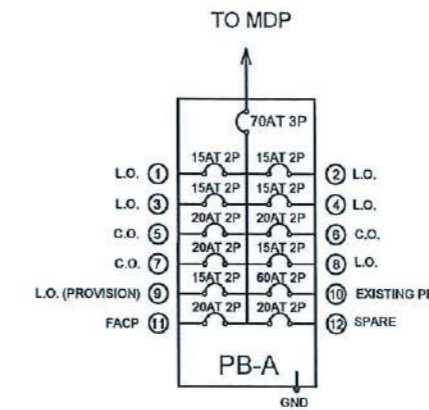 TO MDP
70AT 3P
15AT 2P 15AT 2P
L.O. 1 2 L.O.
15AT 2P 15AT 2P
L.O. 3 4 L.O.
20AT 2P 20AT 2P
C.O. 5 6 C.O.
20AT 2P 15AT 2P
C.O. 7 8 L.O.
15AT 2P 60AT 2P
L.O. (PROVISION) 9 10 EXISTING
20AT 2P 20AT 2P
FACP 11 12 SPARE
PB-A
GND